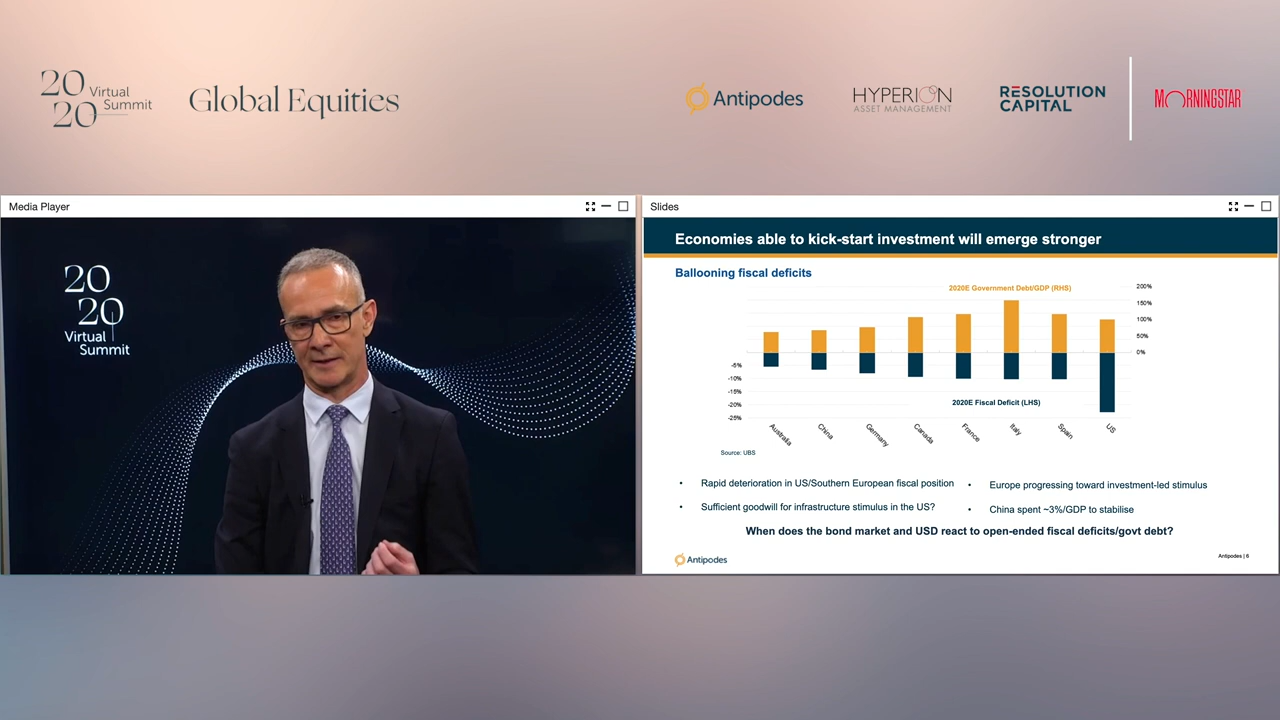 20
20
Virtual
Summit
Global Equities
Antipodes
HYPERION
ASSET MANAGEMENT
RESOLUTION
CAPITAL
MORNINGSTAR
Media Player
20
20
Virtual
Summit
Slides
Economies able to kick-start investment will emerge stronger
Ballooning fiscal deficits
2020E Government Debt/GDP (RHS)
200%
150%
100%
50%
0%
-5%
-10%
-15%
-20%
-25%
2020E Fiscal Deficit (LHS)
Australia
China
Germany
Canada
France
Italy
Spain
US
Source: UBS
• Rapid deterioration in US/Southern European fiscal position
• Sufficient goodwill for infrastructure stimulus in the US?
• Europe progressing toward investment-led stimulus
• China spent ~3%/GDP to stabilise
When does the bond market and USD react to open-ended fiscal deficits/govt debt?
Antipodes
Antipodes | 6